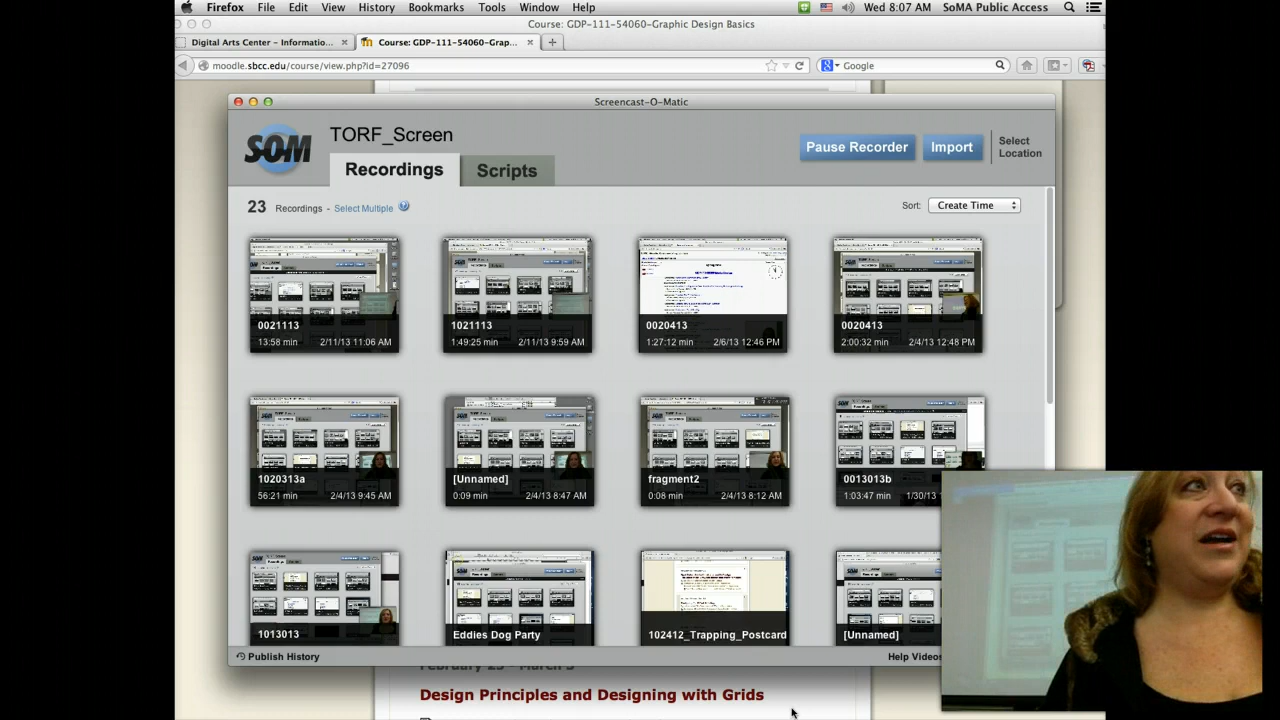 Firefox File Edit View History Bookmarks Tools Window Help Wed 8:07 AM SoMA Public Access
Course: GDP-111-54060-Graphic Design Basics
Digital Arts Center – Informatio... Course: GDP-111-54060-Grap...
moodle.sbcc.edu/course/view.php?id=27096 Google
Screencast-O-Matic
SOM TORF_Screen
Pause Recorder Import Select Location
Recordings Scripts
23 Recordings - Select Multiple Sort: Create Time
0021113 1021113 0020413 0020413
13:58 min 2/11/13 11:06 AM 1:49:25 min 2/11/13 9:59 AM 1:27:12 min 2/6/13 12:46 PM 2:00:32 min 2/4/13 12:48 PM
1020313a [Unnamed] fragment2 0013013b
56:21 min 2/4/13 9:45 AM 0:09 min 2/4/13 8:47 AM 0:08 min 2/4/13 8:12 AM 1:03:47 min 1/30/13
1013013 Eddies Dog Party 102412_Trapping_Postcard [Unnamed]
Publish History Help Videos
Design Principles and Designing with Grids